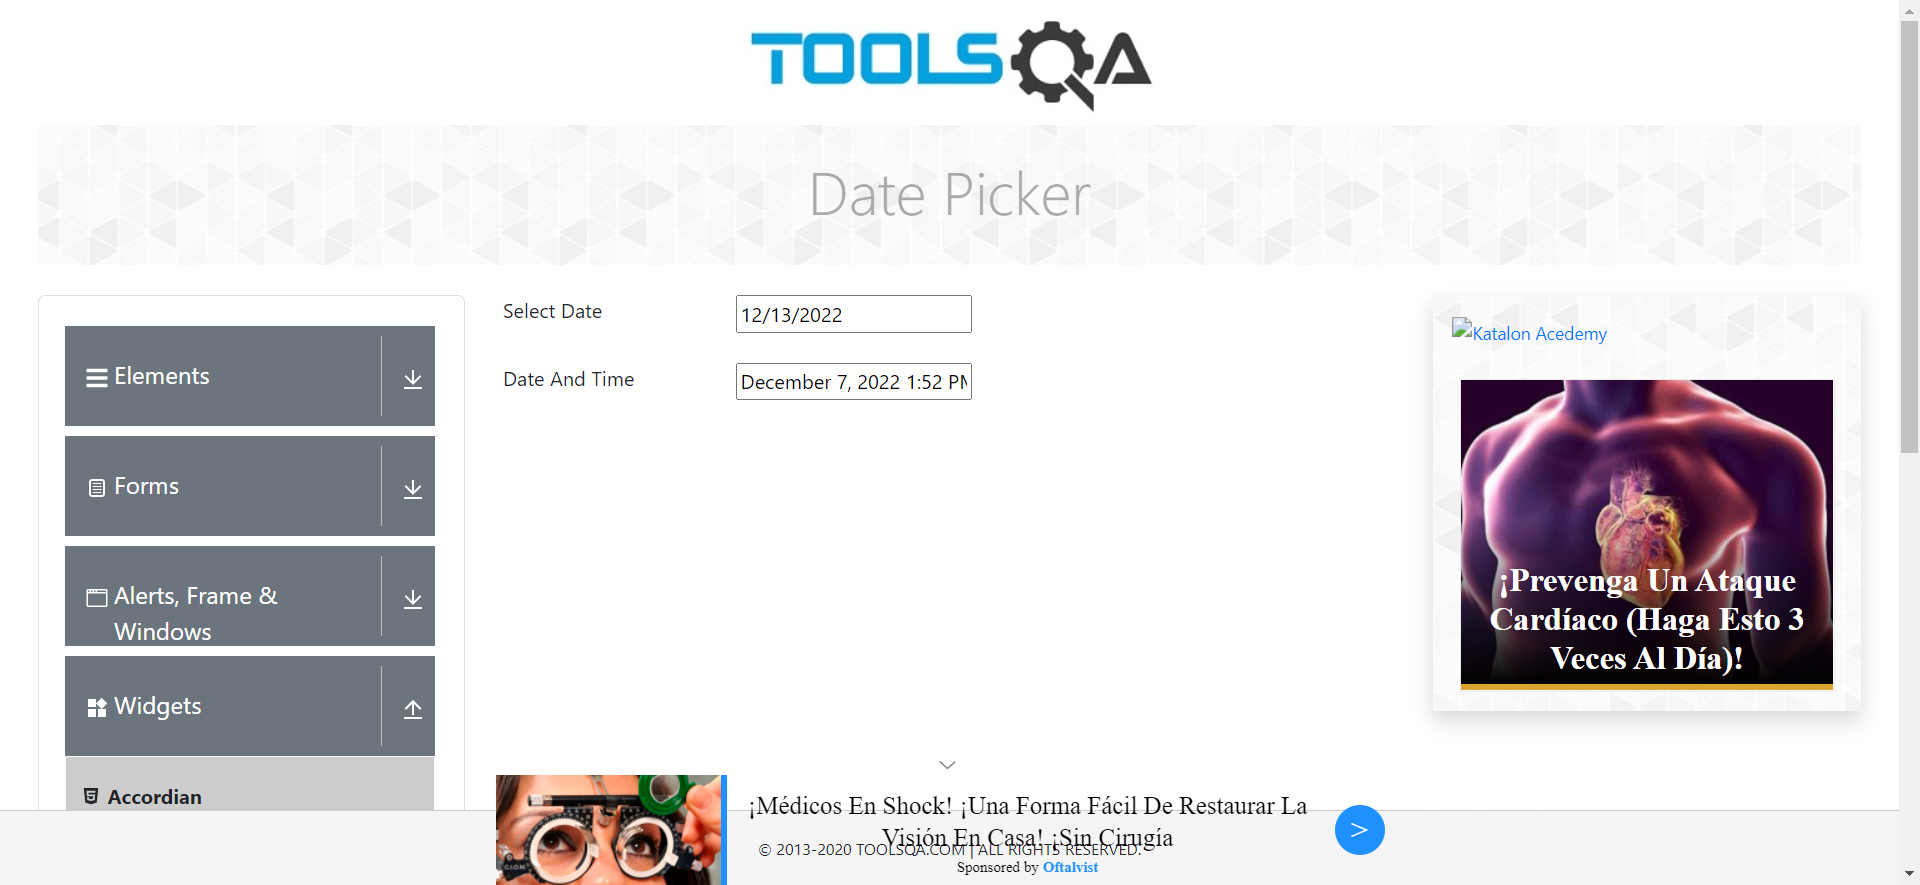 TOOLSQA
Date Picker
Elements
Forms
Alerts, Frame &
Windows
Widgets
Accordian
Select Date
12/13/2022
Date And Time
December 7, 2022 1:52 PM
Katalon Acedemy
¡Prevenga Un Ataque
Cardíaco (Haga Esto 3
Veces Al Día)!
¡Médicos En Shock! ¡Una Forma Fácil De Restaurar La
Visión En Casa! ¡Sin Cirugía
© 2013-2020 TOOLSQA.COM | ALL RIGHTS RESERVED.
Sponsored by Oftalvist
>